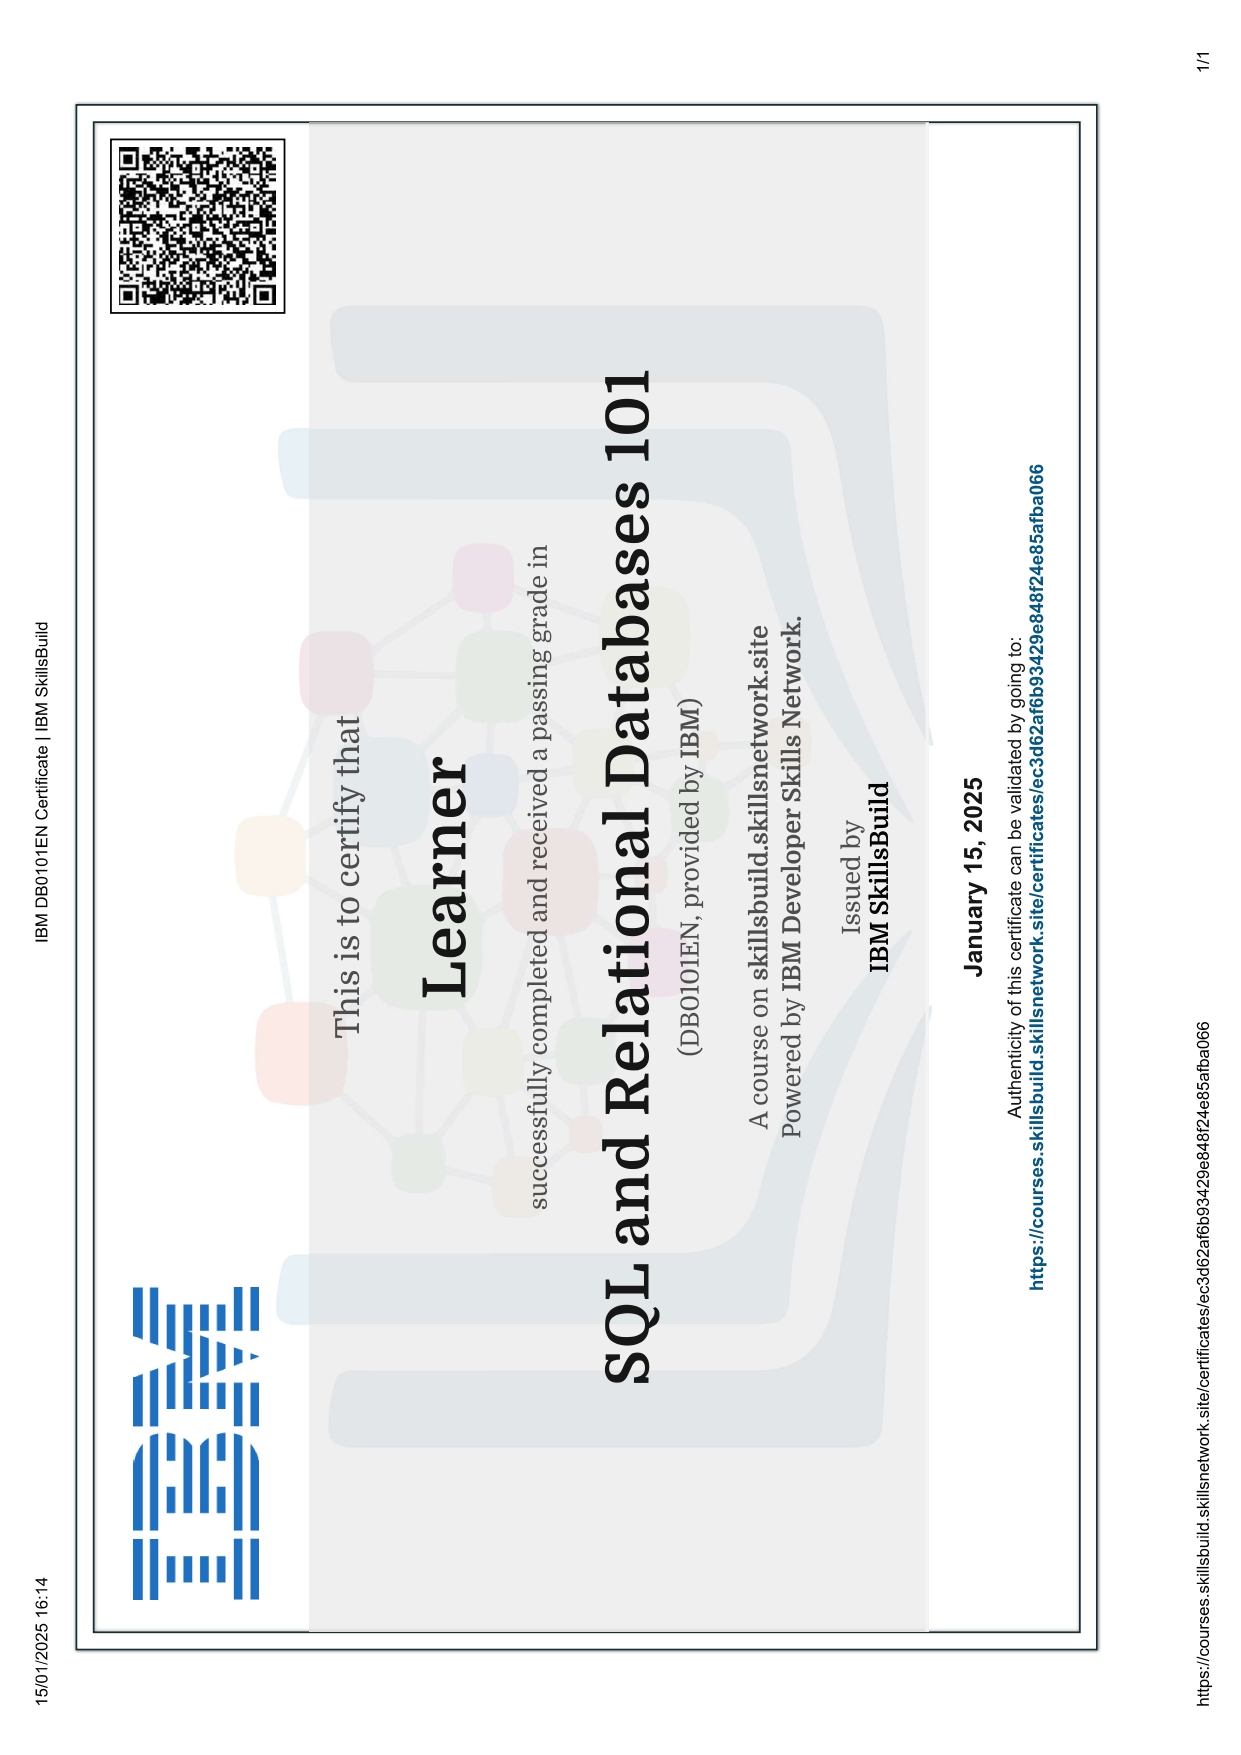 15/01/2025 16:14
IBM DB0101EN Certificate | IBM SkillsBuild
IBM
This is to certify that
Learner
successfully completed and received a passing grade in
SQL and Relational Databases 101
(DB0101EN, provided by IBM)
A course on skillsbuild.skillsnetwork.site
Powered by IBM Developer Skills Network.
Issued by
IBM SkillsBuild
January 15, 2025
Authenticity of this certificate can be validated by going to:
https://courses.skillsbuild.skillsnetwork.site/certificates/ec3d62af6b93429e848f24e85afba066
https://courses.skillsbuild.skillsnetwork.site/certificates/ec3d62af6b93429e848f24e85afba066
1/1